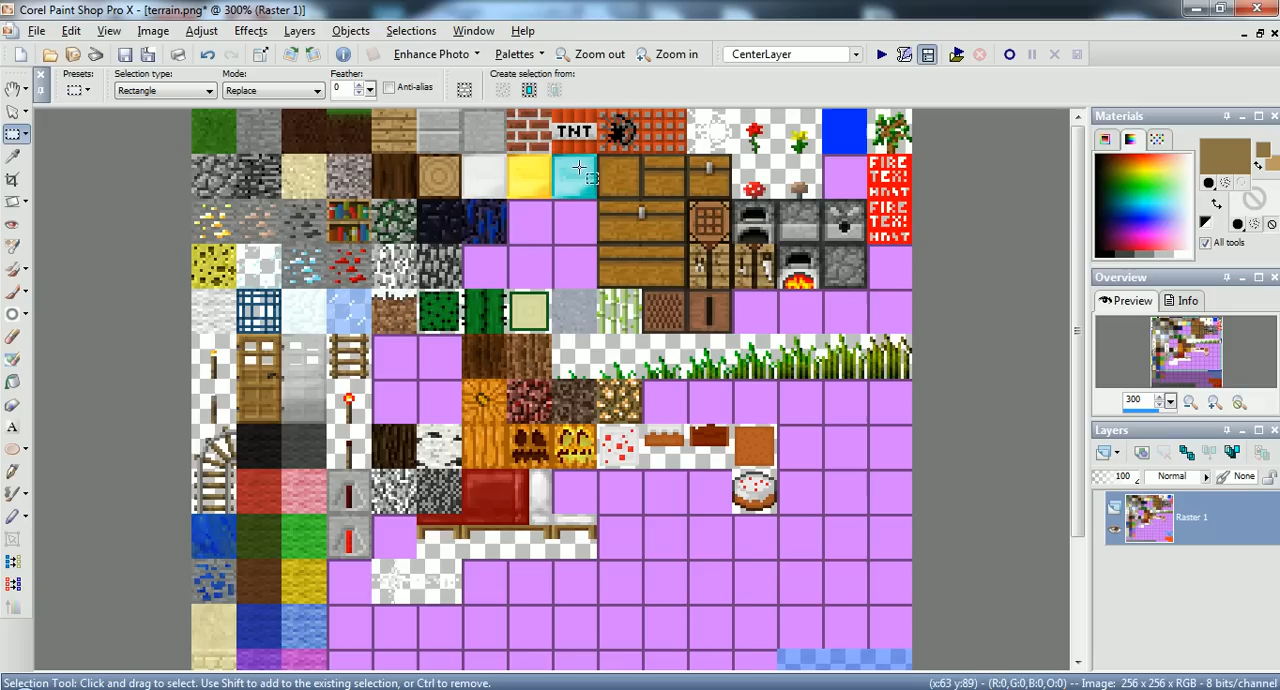 Corel Paint Shop Pro X - [terrain.png* @ 300% (Raster 1)]
File Edit View Image Adjust Effects Layers Objects Selections Window Help
Enhance Photo Palettes Zoom out Zoom in CenterLayer
Presets: Selection type: Mode: Feather: Create selection from:
Rectangle Replace 0 Anti-alias
Materials
All tools
Overview
Preview Info
300
Layers
100 Normal None
Raster 1
TNT
FIRE
TEX!
FIRE
TEX!
Selection Tool: Click and drag to select. Use Shift to add to the existing selection, or Ctrl to remove.
(x:63 y:89) - (R:0,G:0,B:0,O:0) -- Image: 256 x 256 x RGB - 8 bits/channel